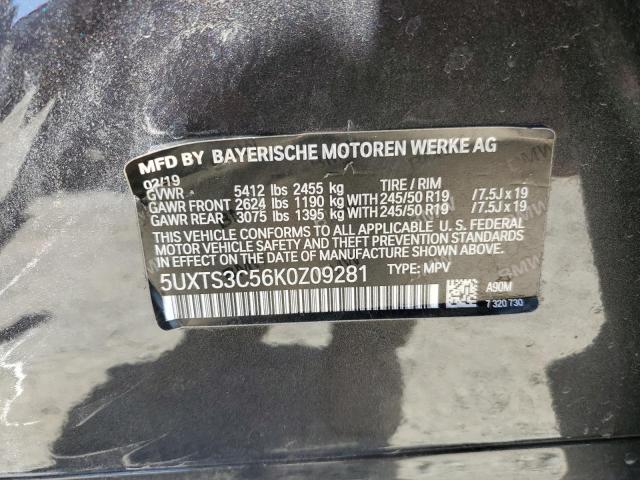 MFD BY BAYERISCHE MOTOREN WERKE AG
02/19
GVWR 5412 lbs 2455 kg TIRE / RIM
GAWR FRONT 2624 lbs 1190 kg WITH 245/50 R19 / 7.5J x 19
GAWR REAR 3075 lbs 1395 kg WITH 245/50 R19 / 7.5J x 19
THIS VEHICLE CONFORMS TO ALL APPLICABLE U.S. FEDERAL
MOTOR VEHICLE SAFETY, BUMPER, AND THEFT PREVENTION
STANDARDS IN EFFECT ON THE DATE OF MANUFACTURE
SHOWN ABOVE.
5UXTS3C56K0Z09281 TYPE: MPV
A90M
7 320 730